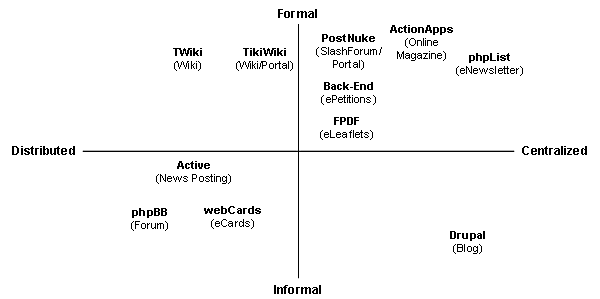 Formal
TWiki
(Wiki)
TikiWiki
(Wiki/Portal)
PostNuke
(SlashForum/
Portal)
ActionApps
(Online
Magazine)
phpList
(eNewsletter)
Back-End
(ePetitions)
FPDF
(eLeaflets)
Distributed
Centralized
Active
(News Posting)
phpBB
(Forum)
webCards
(eCards)
Drupal
(Blog)
Informal